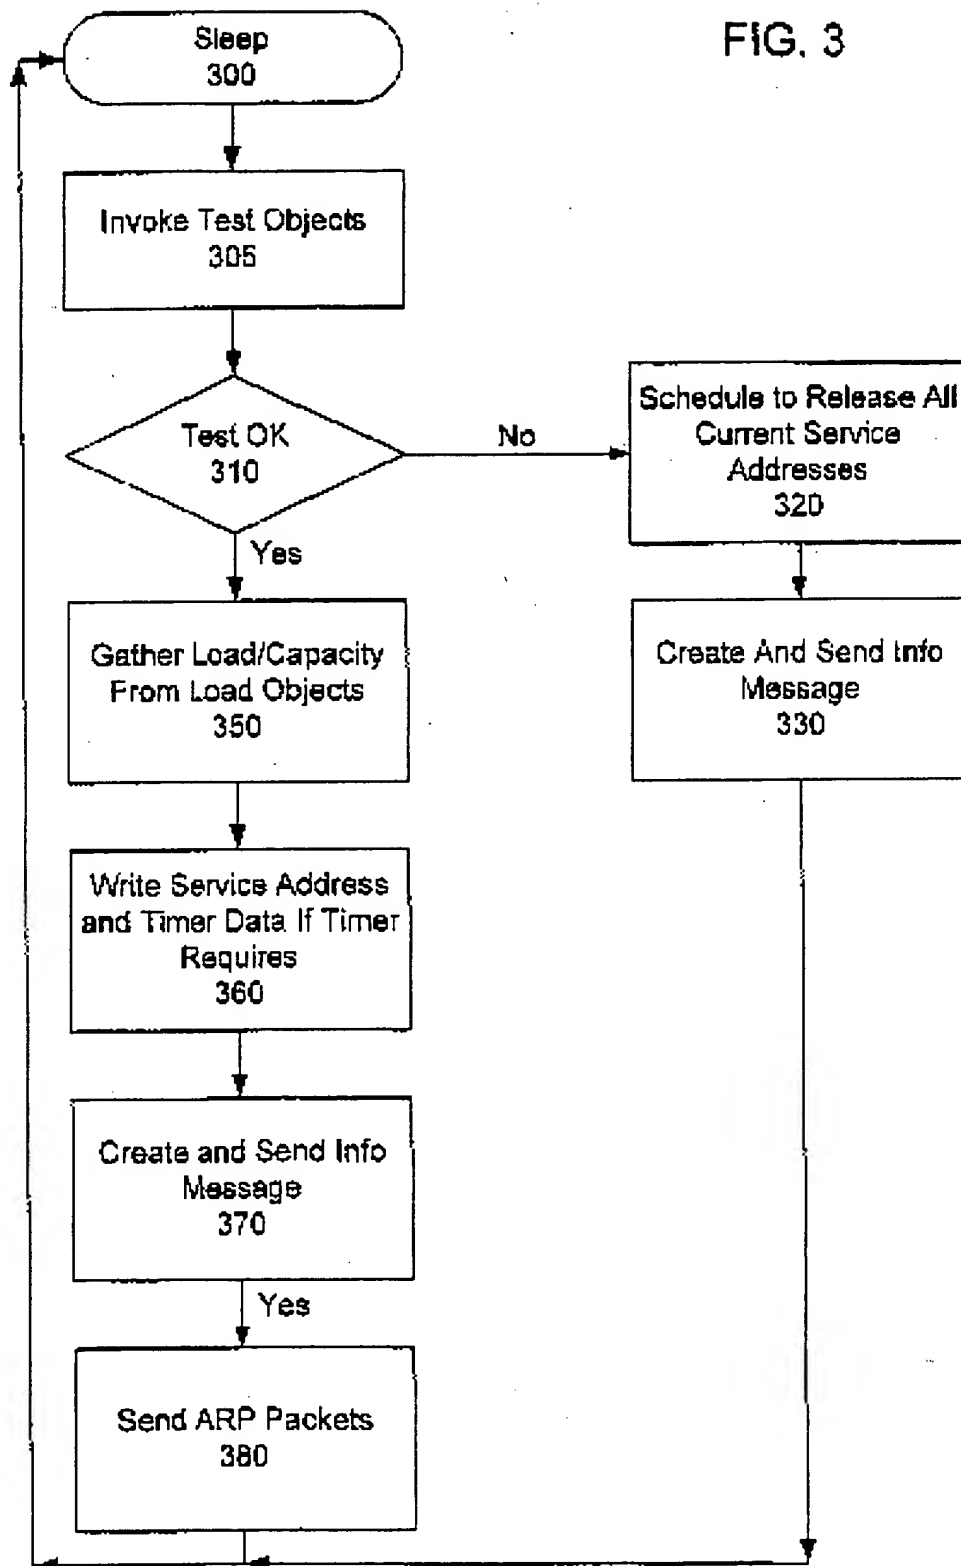 FIG. 3
Sleep
300
Invoke Test Objects
305
Test OK
310
No
Yes
Schedule to Release All
Current Service
Addresses
320
Create And Send Info
Message
330
Gather Load/Capacity
From Load Objects
350
Write Service Address
and Timer Data If Timer
Requires
360
Create and Send Info
Message
370
Yes
Send ARP Packets
380